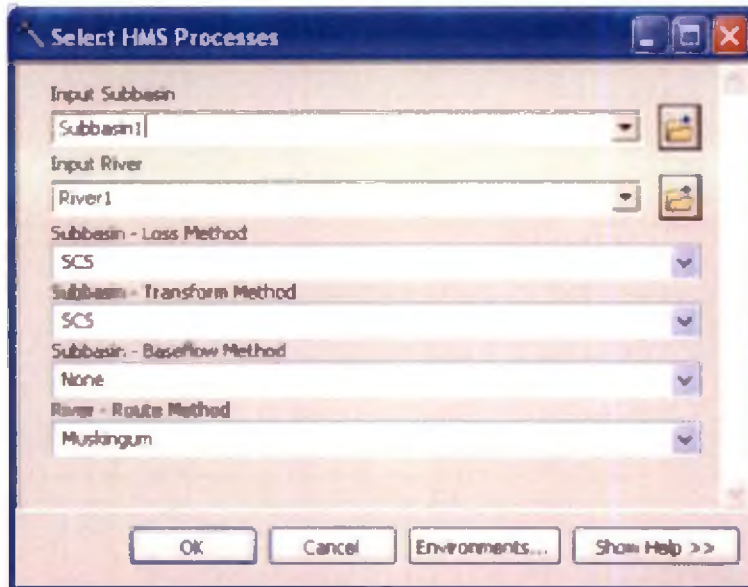 Select HMS Processes
Input Subbasin
Subbasin1
Input River
River1
Subbasin - Loss Method
SCS
Subbasin - Transform Method
SCS
Subbasin - Baseflow Method
None
River - Route Method
Muskingum
OK Cancel Environments... Show Help >>